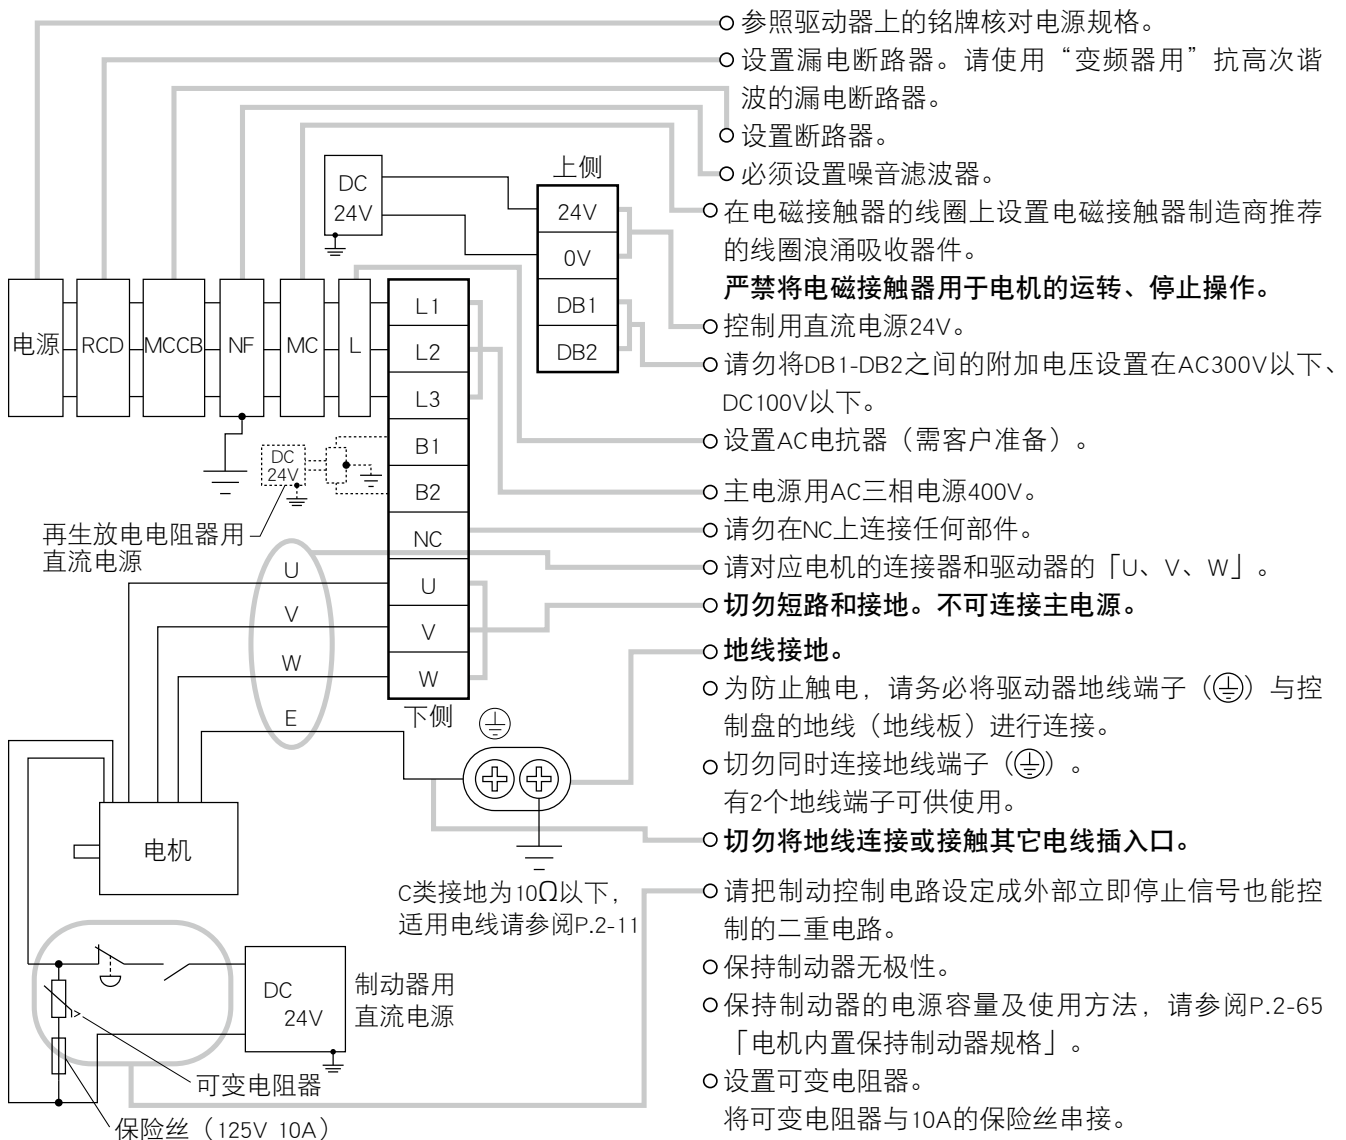 参照驱动器上的铭牌核对电源规格。
设置漏电断路器。请使用“变频器用”抗高次谐
波的漏电断路器。
设置断路器。
必须设置噪音滤波器。
在电磁接触器的线圈上设置电磁接触器制造商推荐
的线圈浪涌吸收器件。
严禁将电磁接触器用于电机的运转、停止操作。
控制用直流电源24V。
请勿将DB1-DB2之间的附加电压设置在AC300V以下、
DC100V以下。
设置AC电抗器（需客户准备）。
主电源用AC三相电源400V。
请勿在NC上连接任何部件。
请对应电机的连接器和驱动器的「U、V、W」。
切勿短路和接地。不可连接主电源。
地线接地。
为防止触电，请务必将驱动器地线端子（⏚）与控
制盘的地线（地线板）进行连接。
切勿同时连接地线端子（⏚）。
有2个地线端子可供使用。
切勿将地线连接或接触其它电线插入口。
请把制动控制电路设定成外部立即停止信号也能控
制的二重电路。
保持制动器无极性。
保持制动器的电源容量及使用方法，请参阅P.2-65
「电机内置保持制动器规格」。
设置可变电阻器。
将可变电阻器与10A的保险丝串接。
DC
24V
上侧
24V
0V
DB1
DB2
电源
RCD
MCCB
NF
MC
L
L1
L2
L3
B1
B2
NC
U
V
W
下侧
DC
24V
再生放电电阻器用
直流电源
U
V
W
E
电机
C类接地为10Ω以下，
适用电线请参阅P.2-11
DC
24V
制动器用
直流电源
可变电阻器
保险丝（125V 10A）